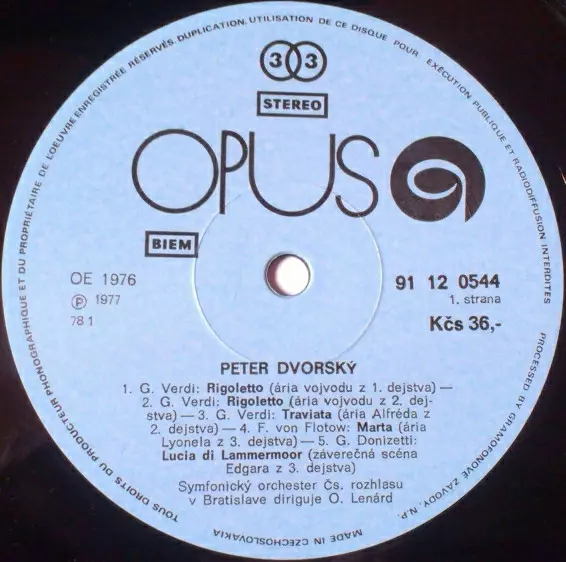 TOUS DROITS DU PRODUCTEUR PHONOGRAPHIQUE ET DU PROPRIÉTAIRE DE L'OEUVRE ENREGISTRÉE RÉSERVÉS. DUPLICATION, UTILISATION DE CE DISQUE POUR EXÉCUTION PUBLIQUE ET RADIODIFFUSION INTERDITES
33
STEREO
OPUS
BIEM
OE 1976
Ⓟ 1977
78 1
91 12 0544
1. strana
Kčs 36,-
PETER DVORSKÝ
1. G. Verdi: Rigoletto (ária vojvodu z 1. dejstva) —
2. G. Verdi: Rigoletto (ária vojvodu z 2. dej-
stva) — 3. G. Verdi: Traviata (ária Alfréda z
2. dejstva) — 4. F. von Flotow: Marta (ária
Lyonela z 3. dejstva) — 5. G. Donizetti:
Lucia di Lammermoor (záverečná scéna
Edgara z 3. dejstva)
Symfonický orchester Čs. rozhlasu
v Bratislave diriguje O. Lenárd
PROCESSED BY GRAMOFONOVÉ ZÁVODY, N.P.
MADE IN CZECHOSLOVAKIA